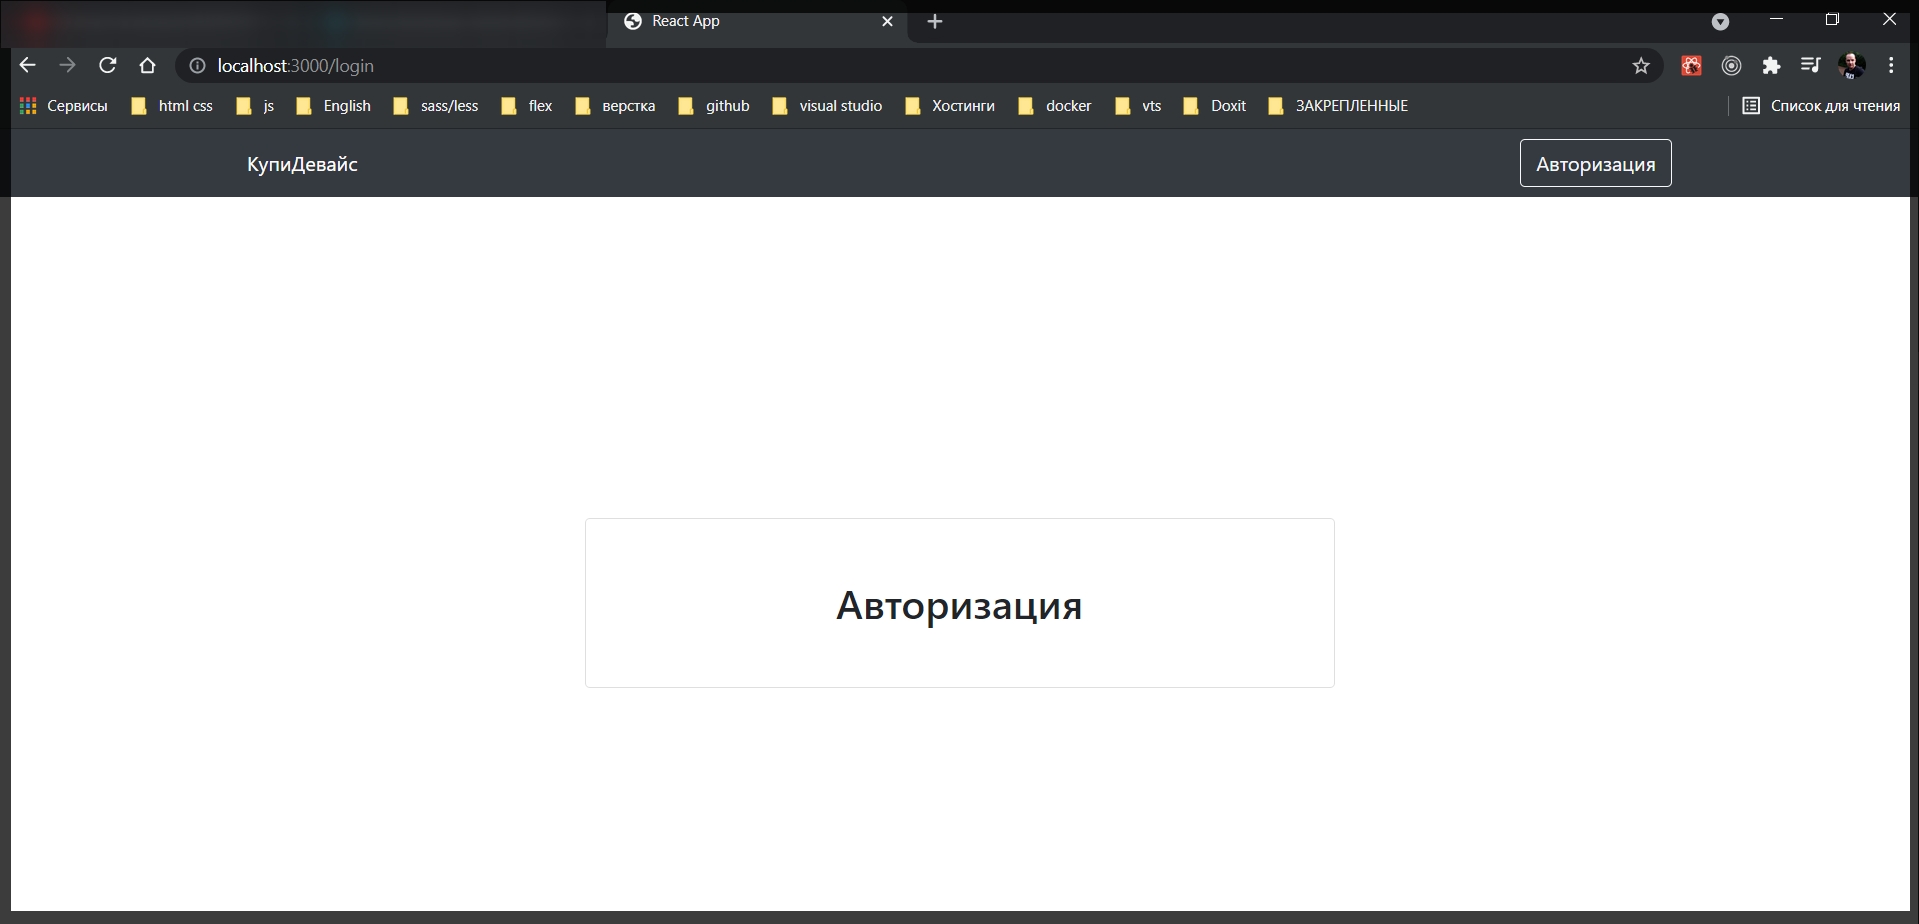 React App
localhost:3000/login
Сервисы html css js English sass/less flex верстка github visual studio Хостинги docker vts Doxit ЗАКРЕПЛЕННЫЕ Список для чтения
КупиДевайс Авторизация
Авторизация